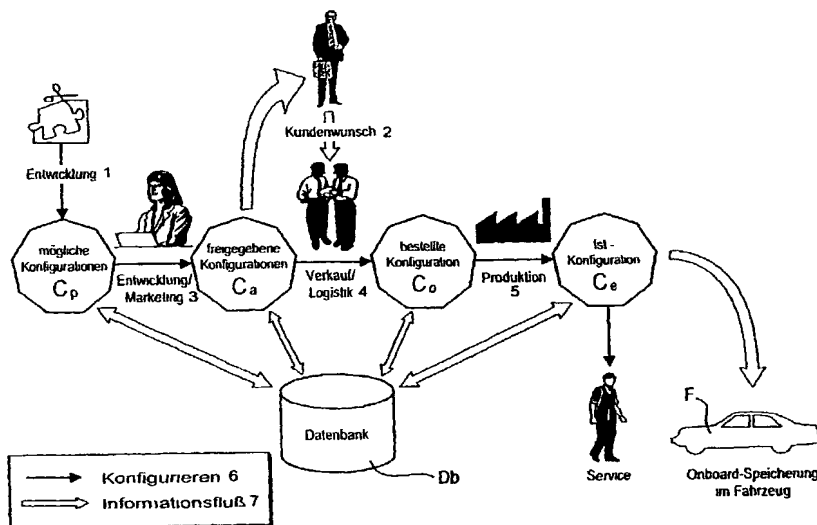 Kundenwunsch 2
Entwicklung 1
mögliche
Konfigurationen
Cp
Entwicklung/
Marketing 3
freigegebene
Konfigurationen
Ca
Verkauf/
Logistik 4
bestellte
Konfiguration
Co
Produktion
5
Ist -
Konfiguration
Ce
Datenbank
Db
Service
F
Onboard-Speicherung
im Fahrzeug
Konfigurieren 6
Informationsfluß 7